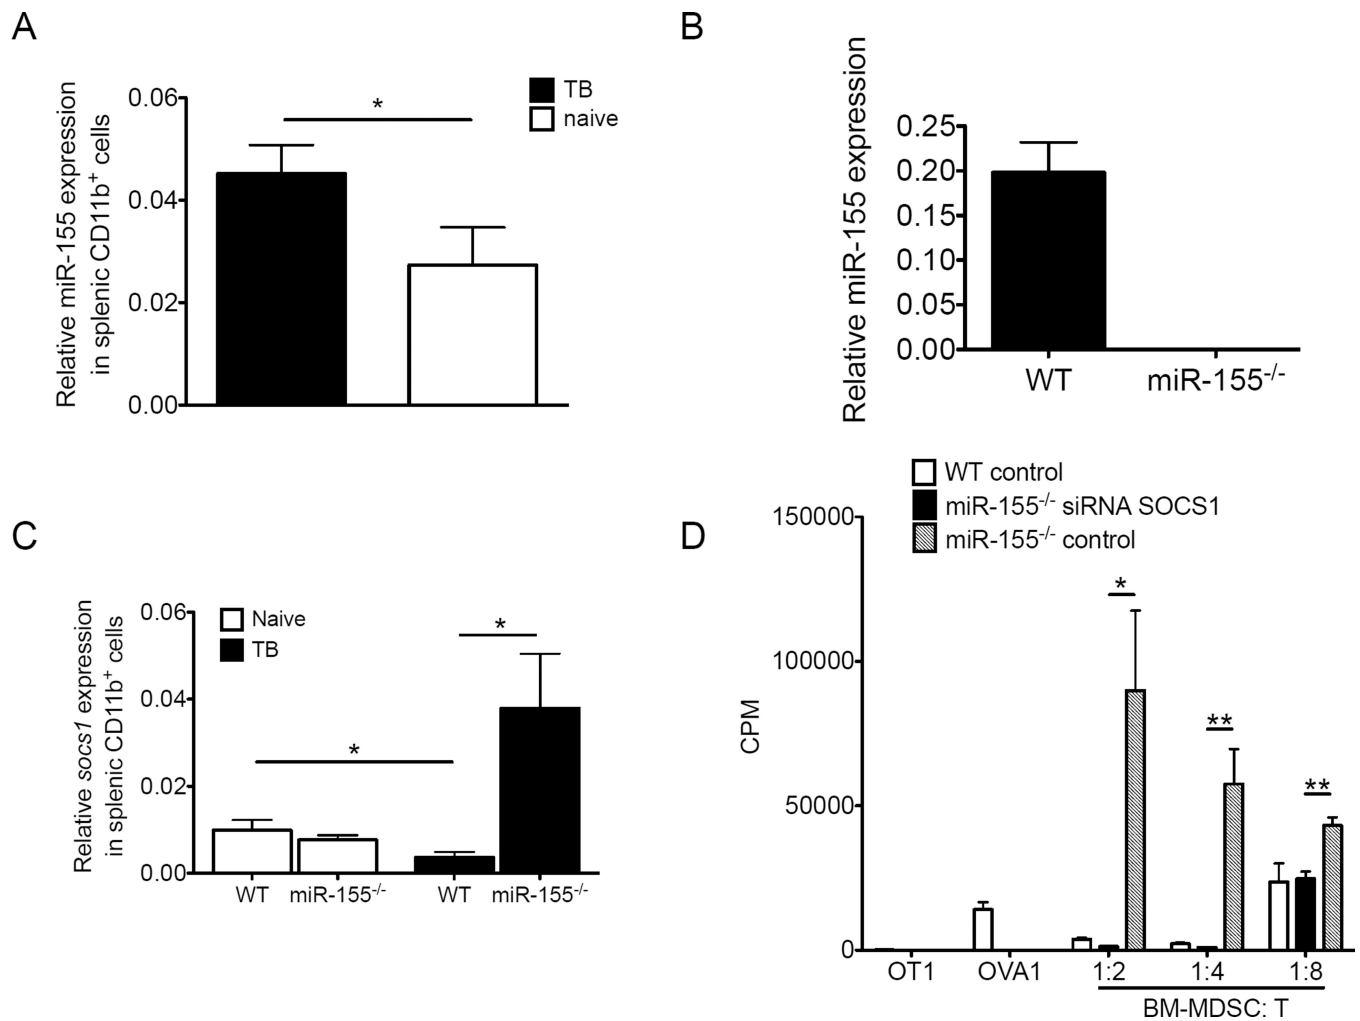 A
Relative miR-155 expression
in splenic CD11b+ cells
0.06
0.04
0.02
0.00
*
TB
naive
B
Relative miR-155 expression
0.25
0.20
0.15
0.10
0.05
0.00
WT
miR-155-/-
C
Relative socs1 expression
in splenic CD11b+ cells
0.06
0.04
0.02
0.00
Naive
TB
*
*
WT
miR-155-/-
WT
miR-155-/-
D
WT control
miR-155-/- siRNA SOCS1
miR-155-/- control
CPM
150000
100000
50000
0
*
**
**
OT1
OVA1
1:2
1:4
1:8
BM-MDSC: T